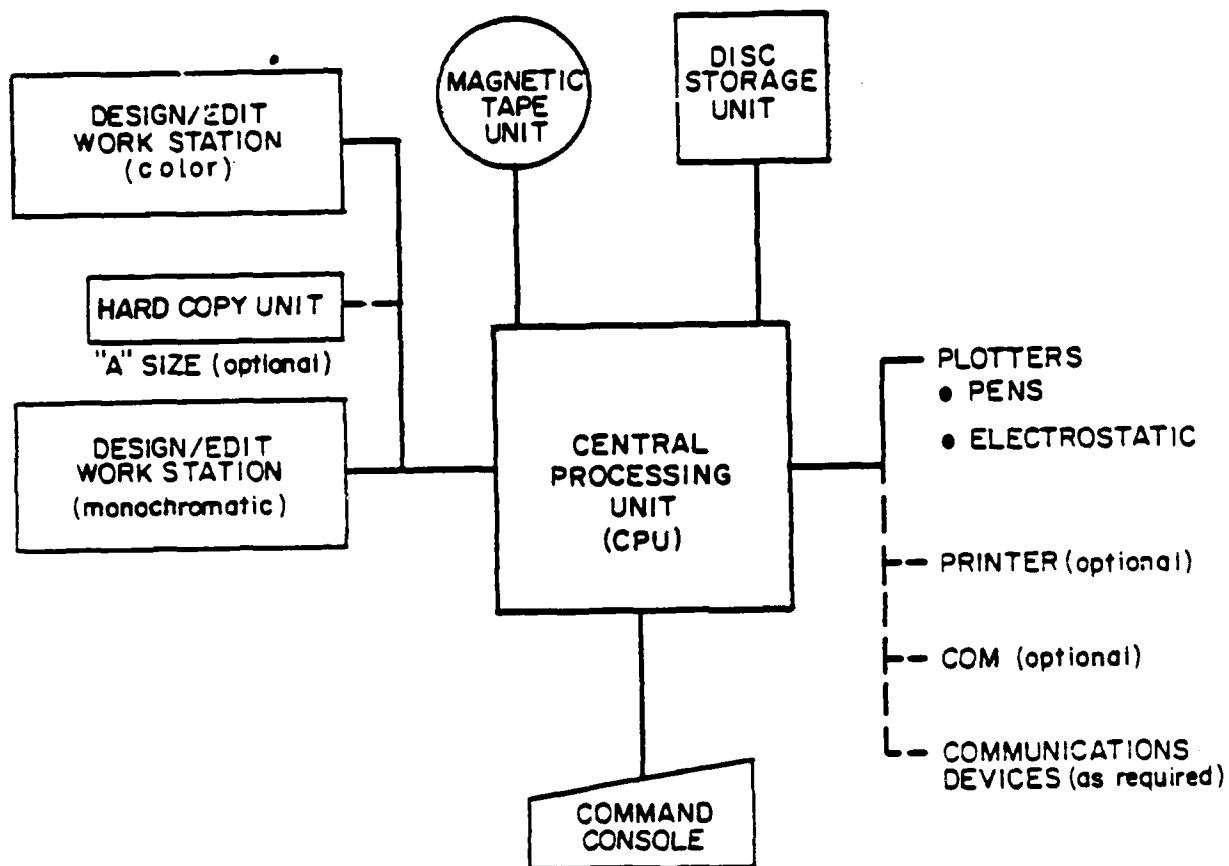 DESIGN/EDIT
WORK STATION
(color)
MAGNETIC
TAPE
UNIT
DISC
STORAGE
UNIT
HARD COPY UNIT
"A" SIZE (optional)
DESIGN/EDIT
WORK STATION
(monochromatic)
CENTRAL
PROCESSING
UNIT
(CPU)
PLOTTERS
• PENS
• ELECTROSTATIC
PRINTER (optional)
COM (optional)
COMMUNICATIONS
DEVICES (as required)
COMMAND
CONSOLE